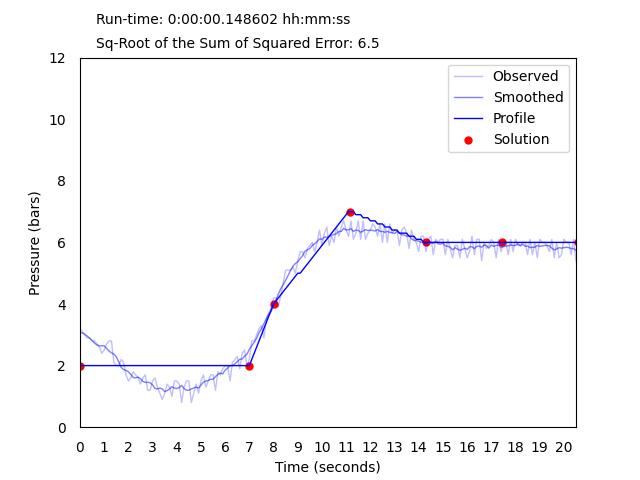 Run-time: 0:00:00.148602 hh:mm:ss
Sq-Root of the Sum of Squared Error: 6.5
12
10
8
6
4
2
0
Pressure (bars)
Observed
Smoothed
Profile
Solution
0 1 2 3 4 5 6 7 8 9 10 11 12 13 14 15 16 17 18 19 20
Time (seconds)